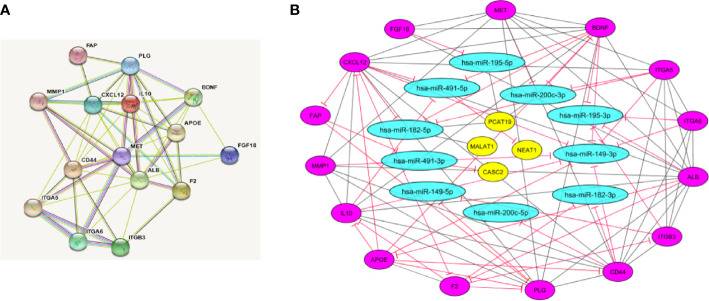 A
B
FAP
PLG
MMP1
CXCL12
IL10
BDNF
APOE
MET
FGF18
CD44
ALB
F2
ITGA5
ITGA6
ITGB3
MET
FGF18
BDNF
CXCL12
hsa-miR-195-5p
ITGA5
hsa-miR-491-5p
hsa-miR-200c-3p
FAP
hsa-miR-195-3p
PCAT19
ITGA6
hsa-miR-182-5p
MALAT1
NEAT1
hsa-miR-491-3p
hsa-miR-149-3p
MMP1
CASC2
ALB
hsa-miR-149-5p
hsa-miR-182-3p
IL10
hsa-miR-200c-5p
ITGB3
APOE
CD44
F2
PLG